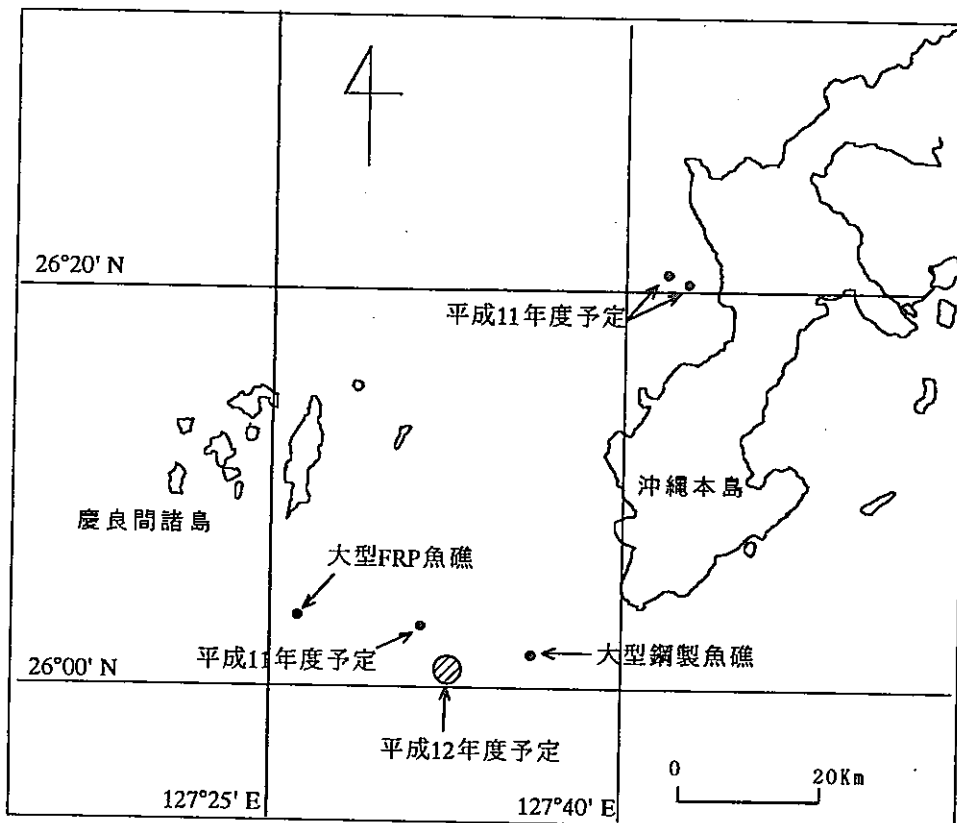 26°20' N
平成11年度予定
沖縄本島
慶良間諸島
大型FRP魚礁
平成11年度予定
大型鋼製魚礁
26°00' N
平成12年度予定
0 20Km
127°25' E
127°40' E